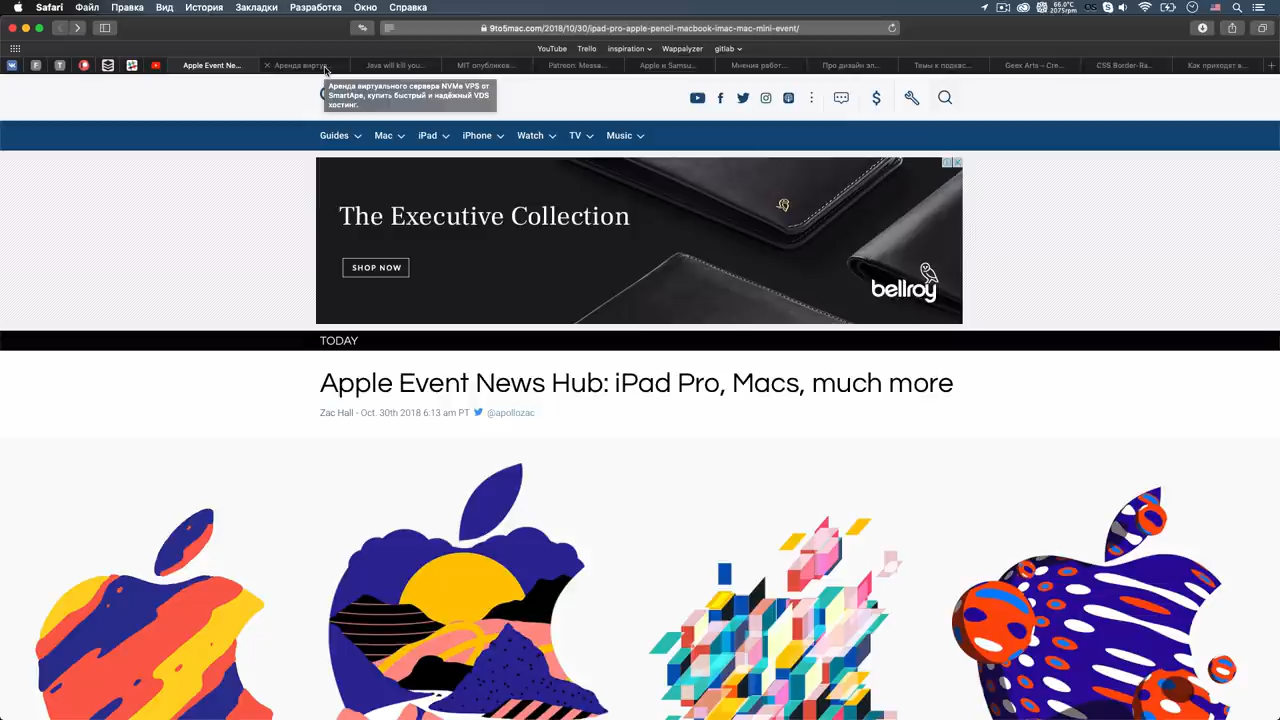 Safari Файл Правка Вид История Закладки Разработка Окно Справка
66.0°C
2075rpm
9to5mac.com/2018/10/30/ipad-pro-apple-pencil-macbook-imac-mac-mini-event/
YouTube Trello inspiration Wappalyzer gitlab
Apple Event Ne... Аренда вирту Java will kill you... MIT опубликов... Patreon: Messa... Apple и Samsu... Мнения работ... Про дизайн эл... Темы к подкас... Geex Arts – Cre... CSS Border-Ra... Как приходят в...
Аренда виртуального сервера NVMe VPS от
SmartApe, купить быстрый и надёжный VDS
хостинг.
Guides Mac iPad iPhone Watch TV Music
The Executive Collection
SHOP NOW
bellroy
TODAY
Apple Event News Hub: iPad Pro, Macs, much more
Zac Hall - Oct. 30th 2018 6:13 am PT @apollozac